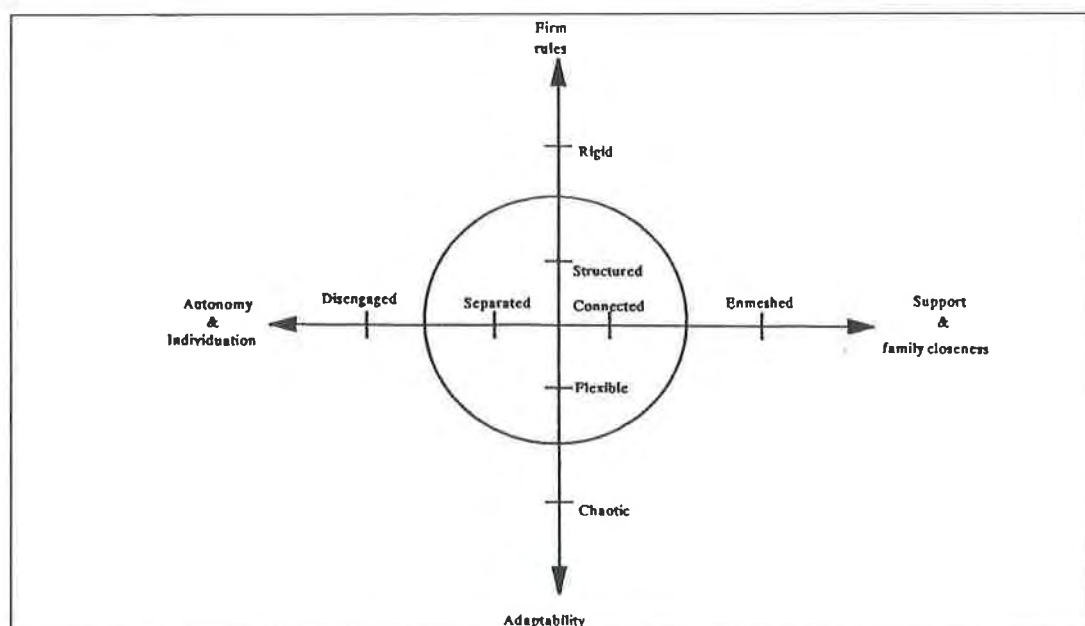 Firm
rules
Rigid
Structured
Disengaged
Separated
Connected
Enmeshed
Autonomy
&
Individuation
Support
&
family closeness
Flexible
Chaotic
Adaptability